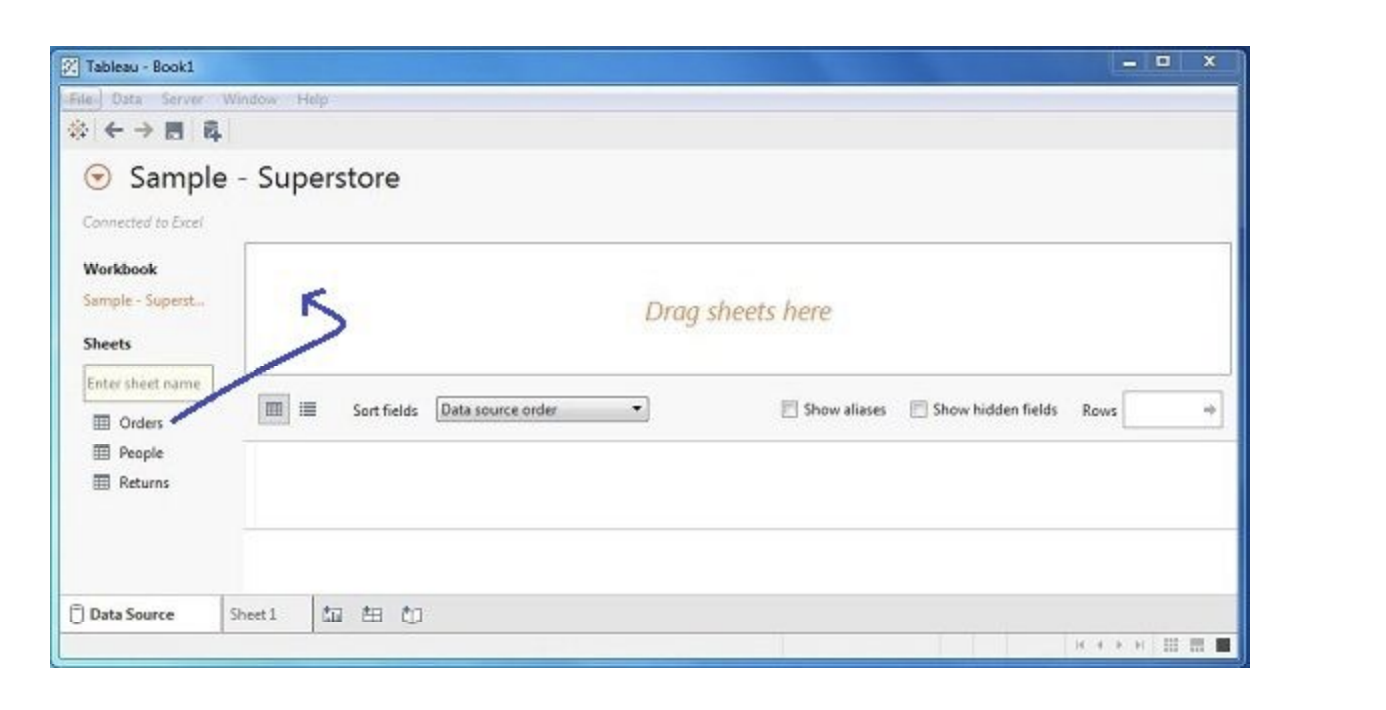 Tableau - Book1
File Data Server Window Help
Sample - Superstore
Connected to Excel
Workbook
Sample - Superst...
Drag sheets here
Sheets
Enter sheet name
Sort fields Data source order Show aliases Show hidden fields Rows
Orders
People
Returns
Data Source Sheet 1